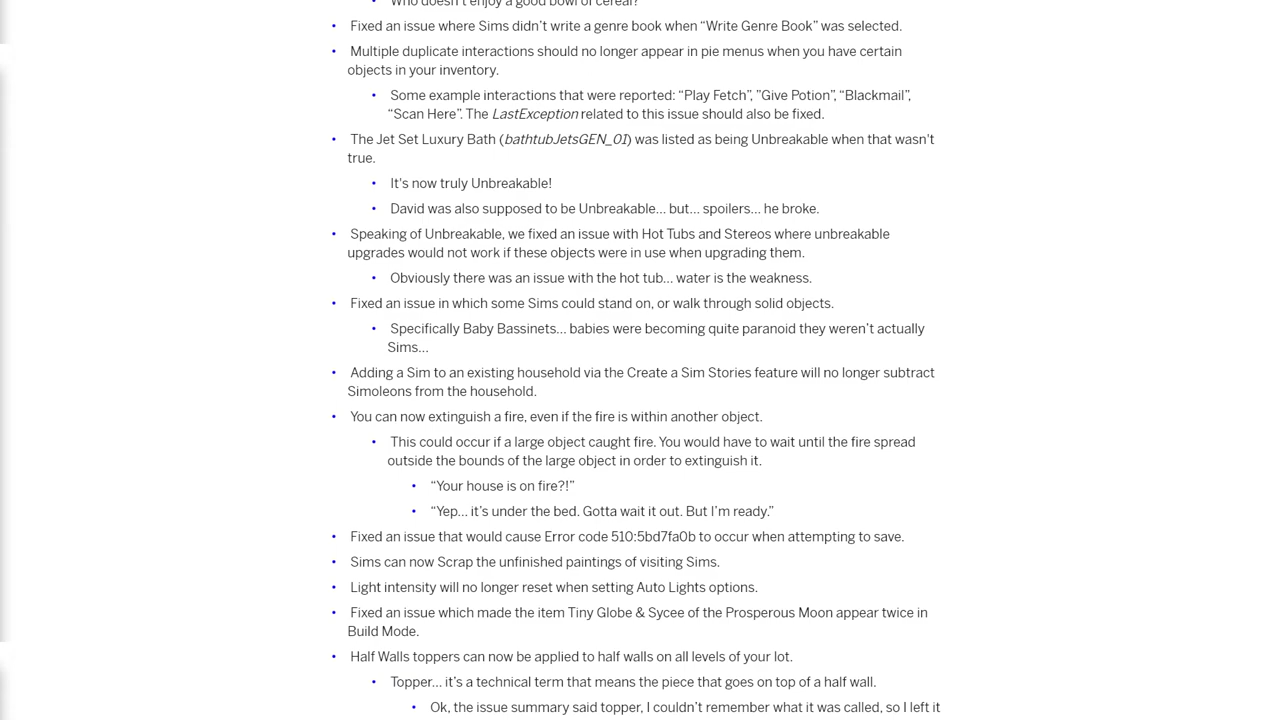 Who doesn't enjoy a good bowl of cereal?
Fixed an issue where Sims didn't write a genre book when “Write Genre Book” was selected.
Multiple duplicate interactions should no longer appear in pie menus when you have certain
objects in your inventory.
Some example interactions that were reported: “Play Fetch”, ”Give Potion”, “Blackmail”,
“Scan Here”. The LastException related to this issue should also be fixed.
The Jet Set Luxury Bath (bathtubJetsGEN_01) was listed as being Unbreakable when that wasn't
true.
It's now truly Unbreakable!
David was also supposed to be Unbreakable... but... spoilers... he broke.
Speaking of Unbreakable, we fixed an issue with Hot Tubs and Stereos where unbreakable
upgrades would not work if these objects were in use when upgrading them.
Obviously there was an issue with the hot tub... water is the weakness.
Fixed an issue in which some Sims could stand on, or walk through solid objects.
Specifically Baby Bassinets... babies were becoming quite paranoid they weren’t actually
Sims...
Adding a Sim to an existing household via the Create a Sim Stories feature will no longer subtract
Simoleons from the household.
You can now extinguish a fire, even if the fire is within another object.
This could occur if a large object caught fire. You would have to wait until the fire spread
outside the bounds of the large object in order to extinguish it.
“Your house is on fire?!”
“Yep... it’s under the bed. Gotta wait it out. But I’m ready.”
Fixed an issue that would cause Error code 510:5bd7fa0b to occur when attempting to save.
Sims can now Scrap the unfinished paintings of visiting Sims.
Light intensity will no longer reset when setting Auto Lights options.
Fixed an issue which made the item Tiny Globe & Sycee of the Prosperous Moon appear twice in
Build Mode.
Half Walls toppers can now be applied to half walls on all levels of your lot.
Topper... it’s a technical term that means the piece that goes on top of a half wall.
Ok, the issue summary said topper, I couldn’t remember what it was called, so I left it